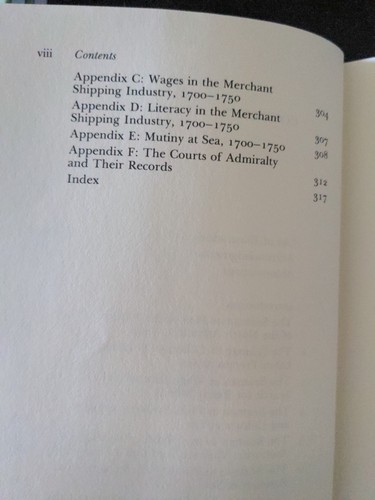 viii Contents
Appendix C: Wages in the Merchant
Shipping Industry, 1700–1750 304
Appendix D: Literacy in the Merchant
Shipping Industry, 1700–1750 307
Appendix E: Mutiny at Sea, 1700–1750 308
Appendix F: The Courts of Admiralty
and Their Records 312
Index 317